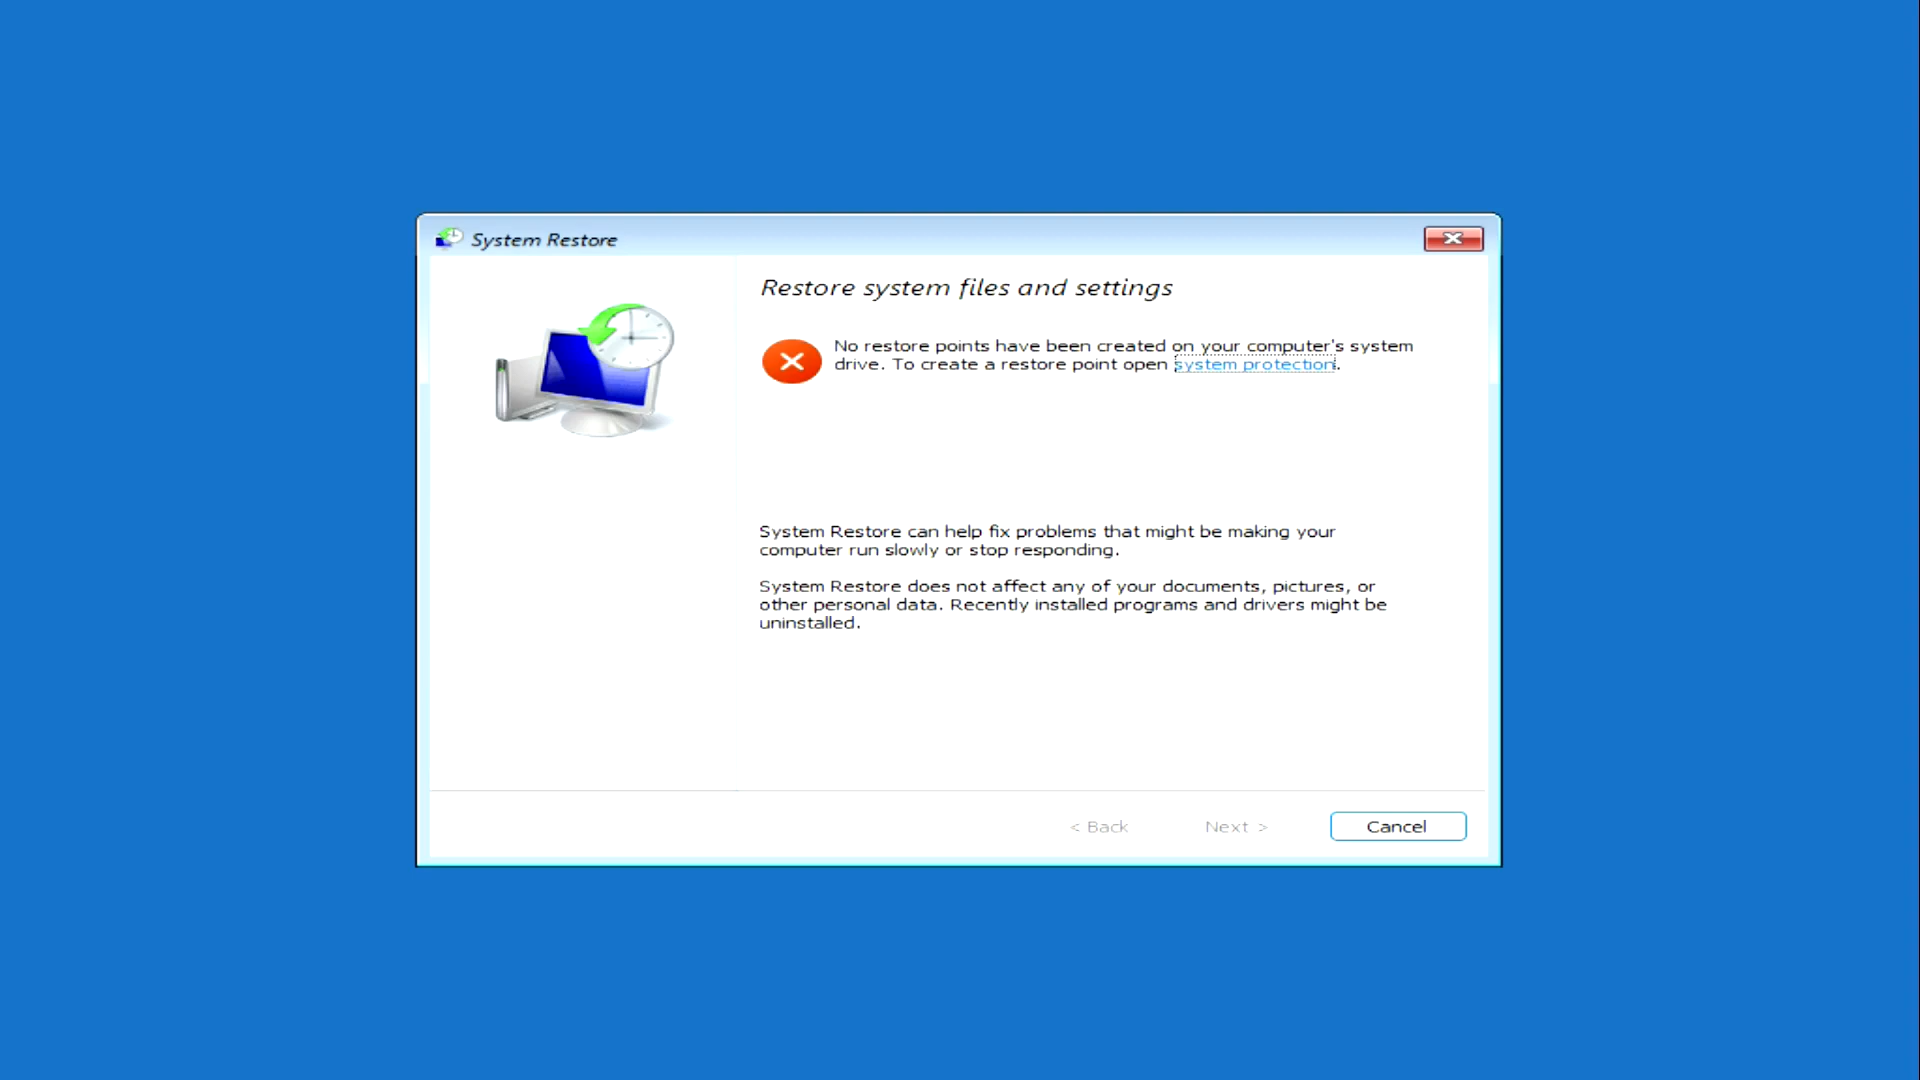 System Restore
Restore system files and settings
No restore points have been created on your computer's system
drive. To create a restore point open system protection.
System Restore can help fix problems that might be making your
computer run slowly or stop responding.
System Restore does not affect any of your documents, pictures, or
other personal data. Recently installed programs and drivers might be
uninstalled.
< Back
Next >
Cancel